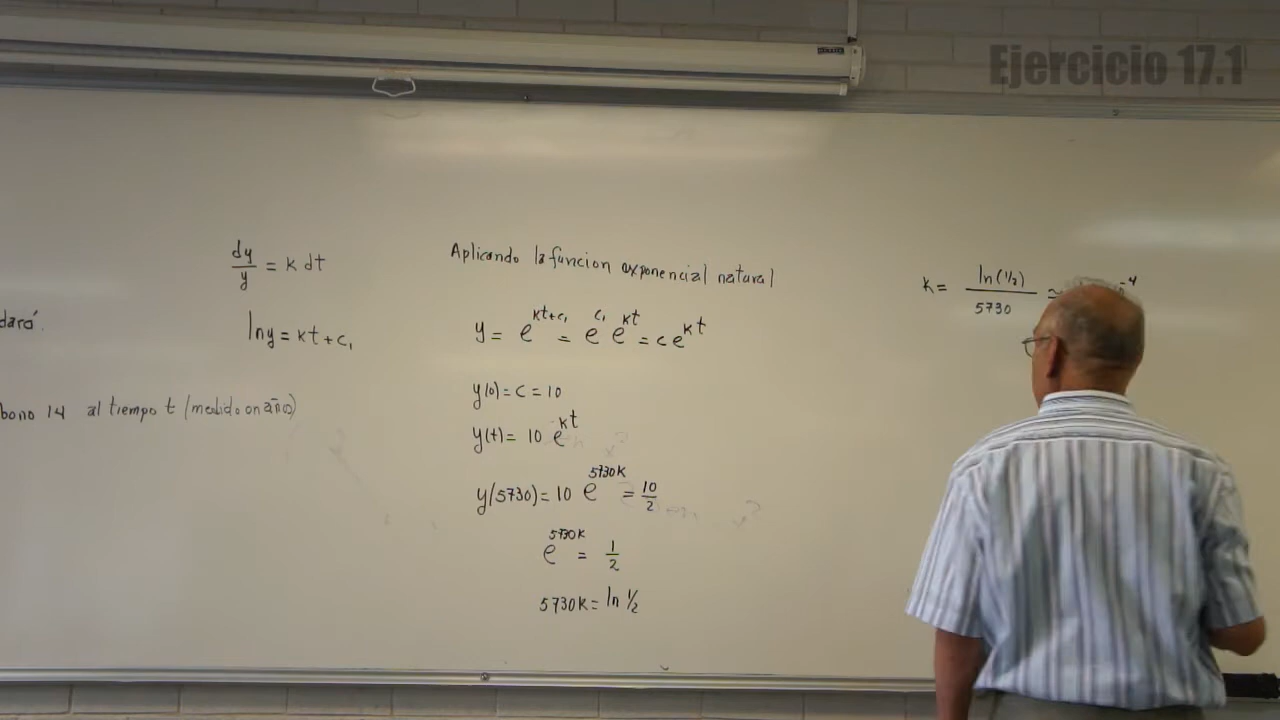 Ejercicio 17.1
dy/y = k dt
ln y = kt + c₁
bono 14 al tiempo t (medido en año)
Aplicando la funcion exponencial natural
y = e^(kt+c₁) = e^(c₁) e^(kt) = c e^(kt)
y(0) = c = 10
y(t) = 10 e^(kt)
y(5730) = 10 e^(5730k) = 10/2
e^(5730k) = 1/2
5730k = ln 1/2
k = ln(1/2)/5730 ≈